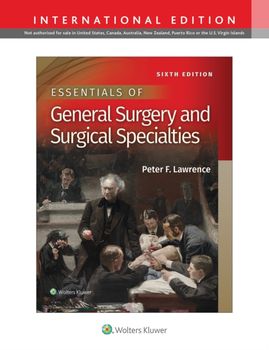 INTERNATIONAL EDITION
Not authorised for sale in United States, Canada, Australia, New Zealand, Puerto Rico or the U.S. Virgin Islands
SIXTH EDITION
ESSENTIALS OF
General Surgery and
Surgical Specialties
Peter F. Lawrence
Wolters Kluwer
Wolters Kluwer